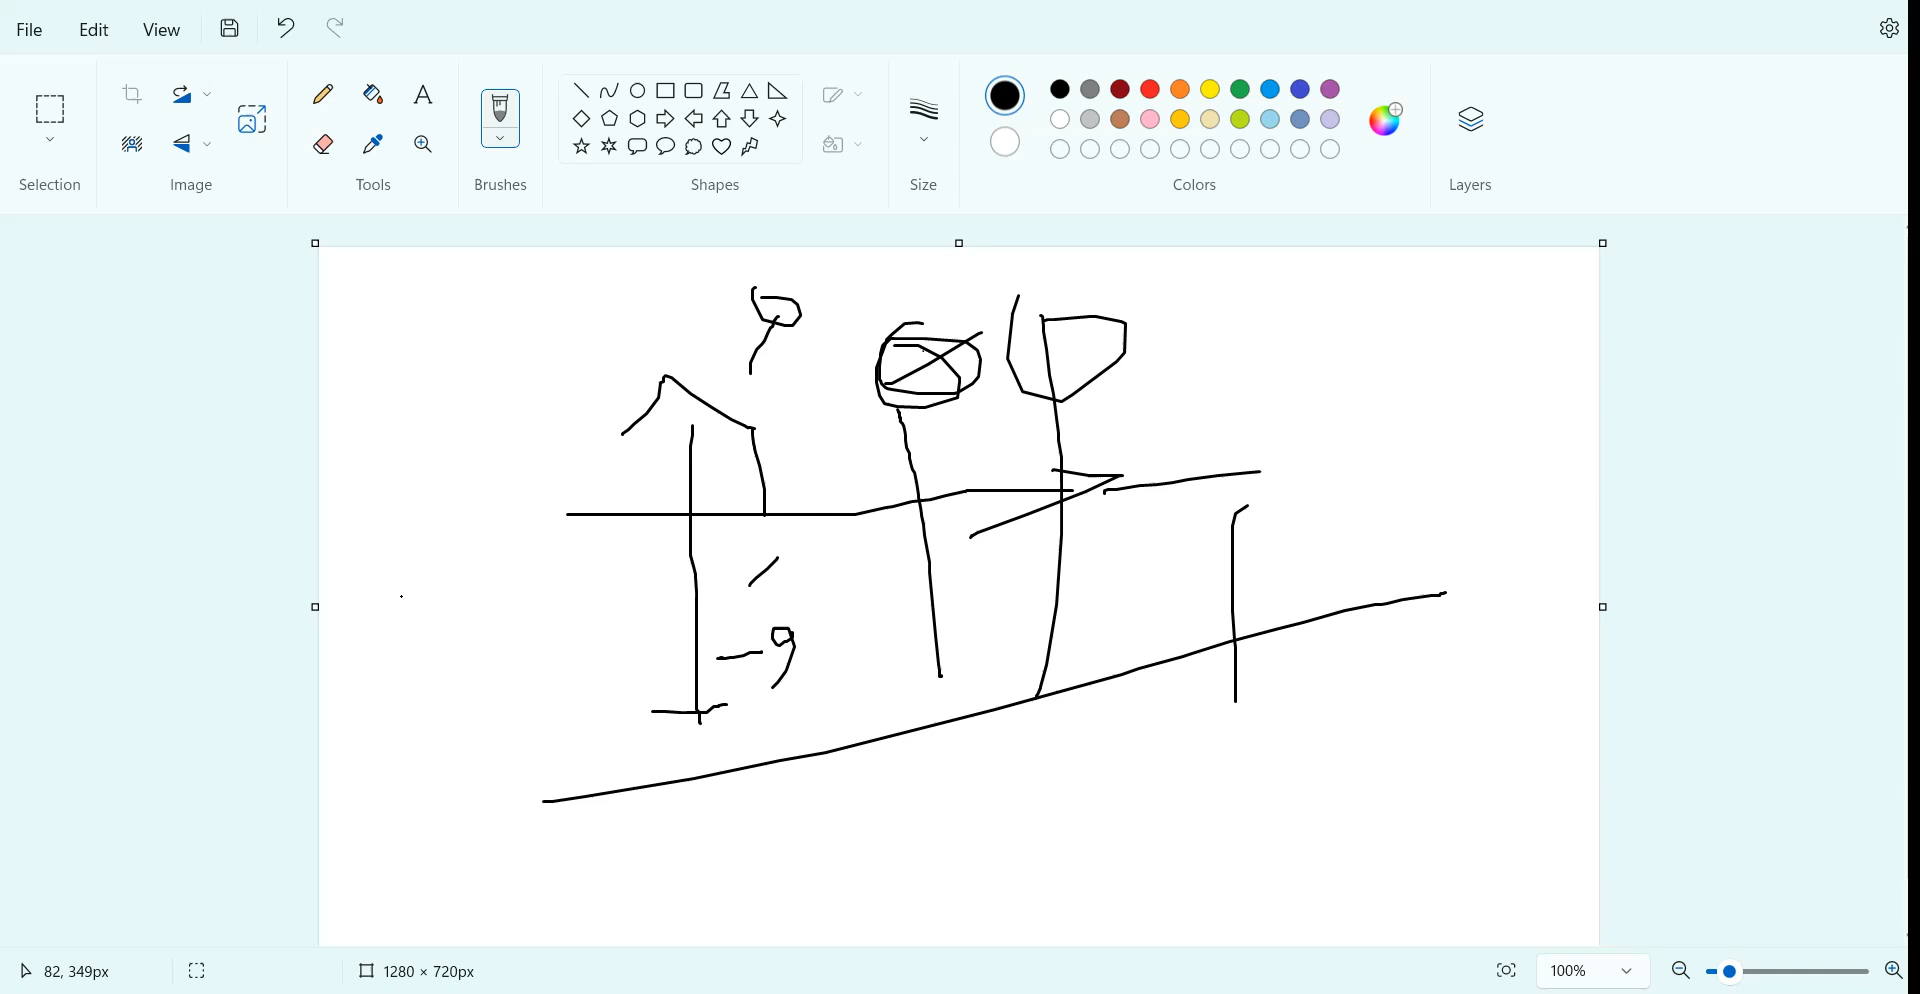 File Edit View
Selection Image Tools Brushes Shapes Size Colors Layers
82, 349px 1280 × 720px 100%